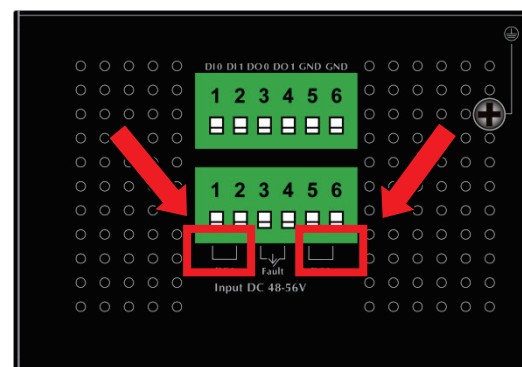 DI0 DI1 DO0 DO1 GND GND
1 2 3 4 5 6
1 2 3 4 5 6
Fault
Input DC 48-56V